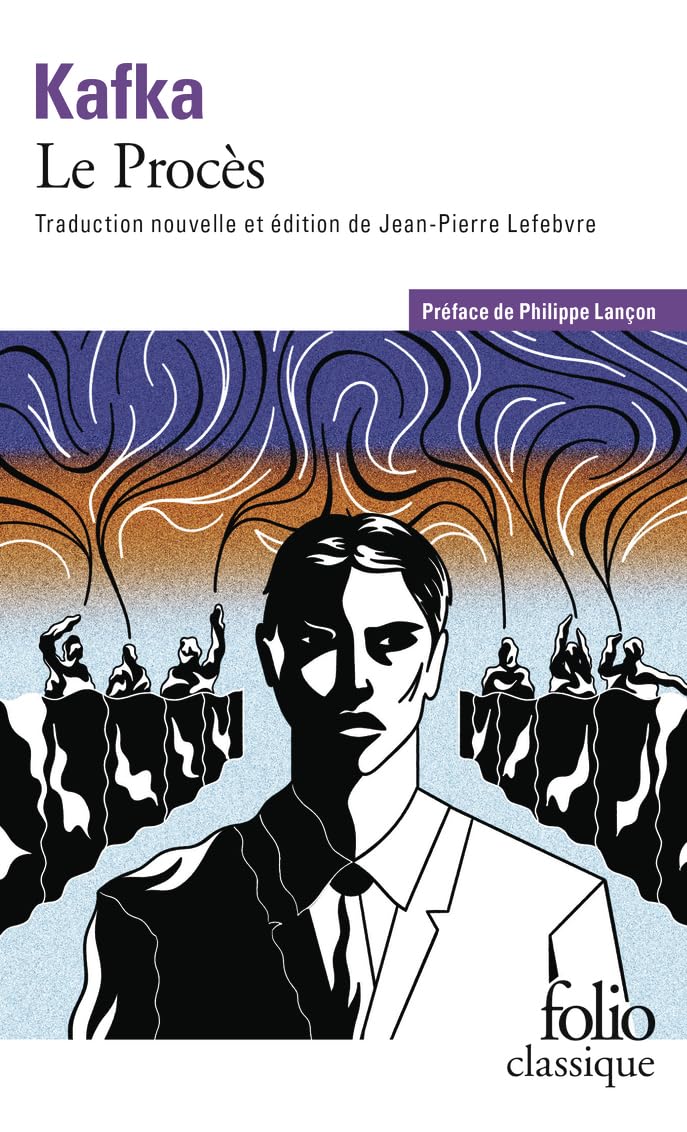 Kafka
Le Procès
Traduction nouvelle et édition de Jean-Pierre Lefebvre
Préface de Philippe Lançon
folio
classique